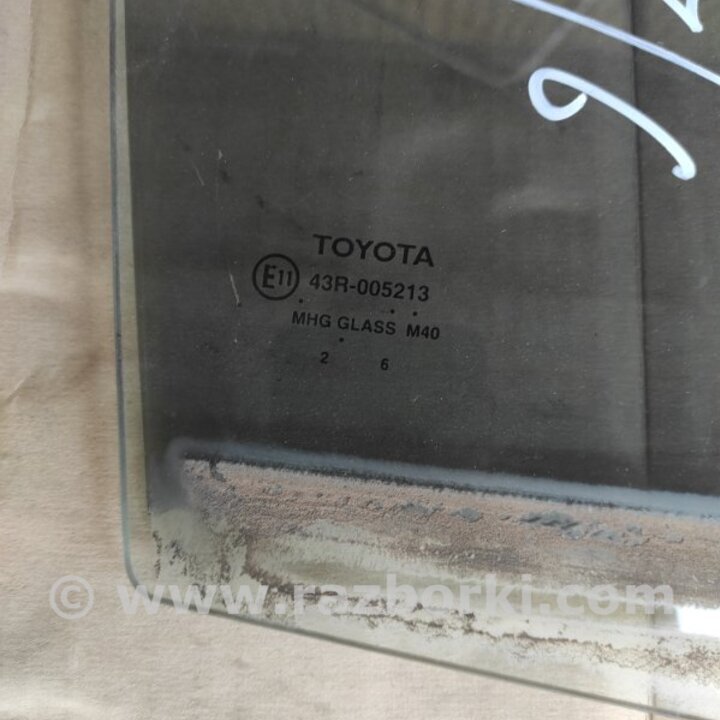 TOYOTA
E11 43R-005213
MHG GLASS M40
2 6
© www.razborki.com